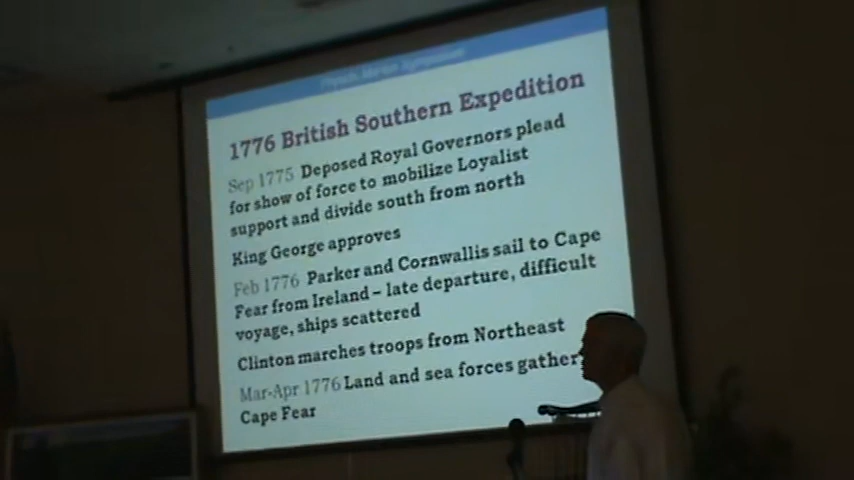 Symposium
1776 British Southern Expedition
Sep 1775 Deposed Royal Governors plead
for show of force to mobilize Loyalist
support and divide south from north
King George approves
Feb 1776 Parker and Cornwallis sail to Cape
Fear from Ireland – late departure, difficult
voyage, ships scattered
Clinton marches troops from Northeast
Mar-Apr 1776 Land and sea forces gather
Cape Fear